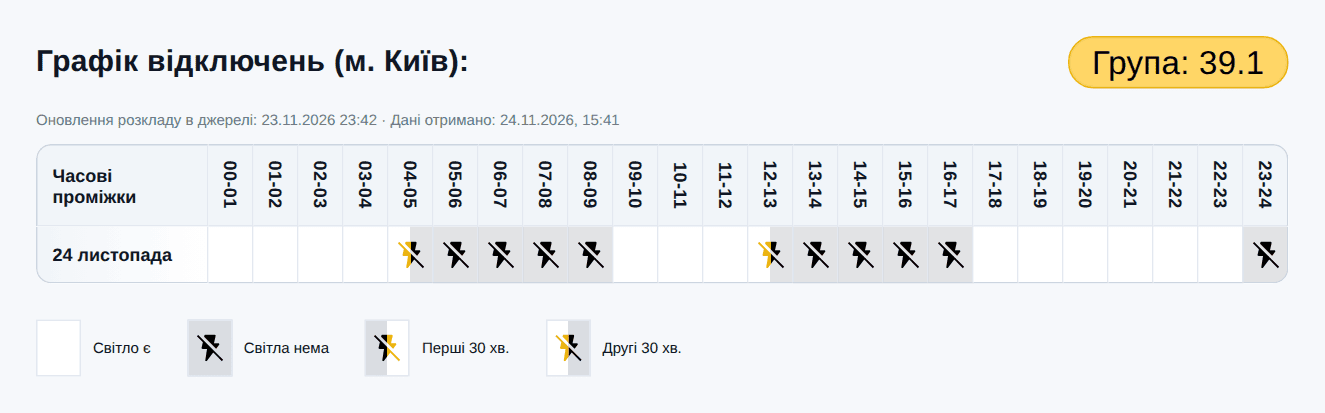 Графік відключень (м. Київ):
Група: 39.1
Оновлення розкладу в джерелі: 23.11.2026 23:42 · Дані отримано: 24.11.2026, 15:41
Часові
проміжки
00-01
01-02
02-03
03-04
04-05
05-06
06-07
07-08
08-09
09-10
10-11
11-12
12-13
13-14
14-15
15-16
16-17
17-18
18-19
19-20
20-21
21-22
22-23
23-24
24 листопада
Світло є
Світла нема
Перші 30 хв.
Другі 30 хв.